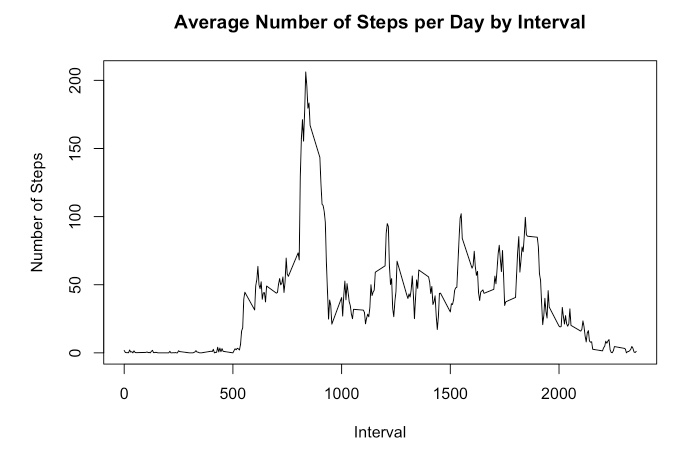 Average Number of Steps per Day by Interval
200
150
100
50
0
Number of Steps
0 500 1000 1500 2000
Interval